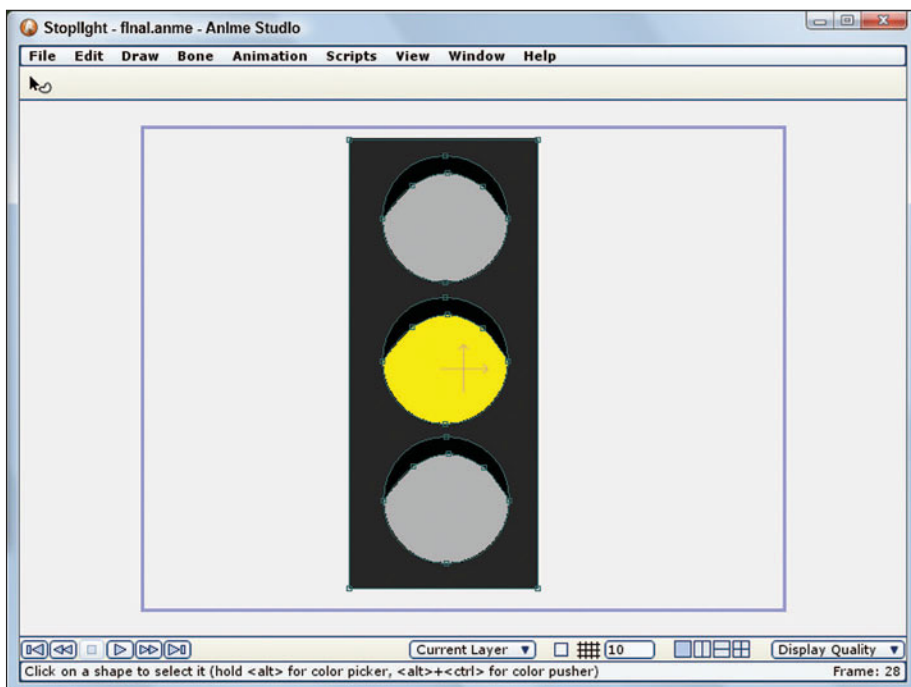 Stoplight - final.anme - Anime Studio
File Edit Draw Bone Animation Scripts View Window Help
Current Layer 10 Display Quality
Click on a shape to select it (hold <alt> for color picker, <alt>+<ctrl> for color pusher) Frame: 28